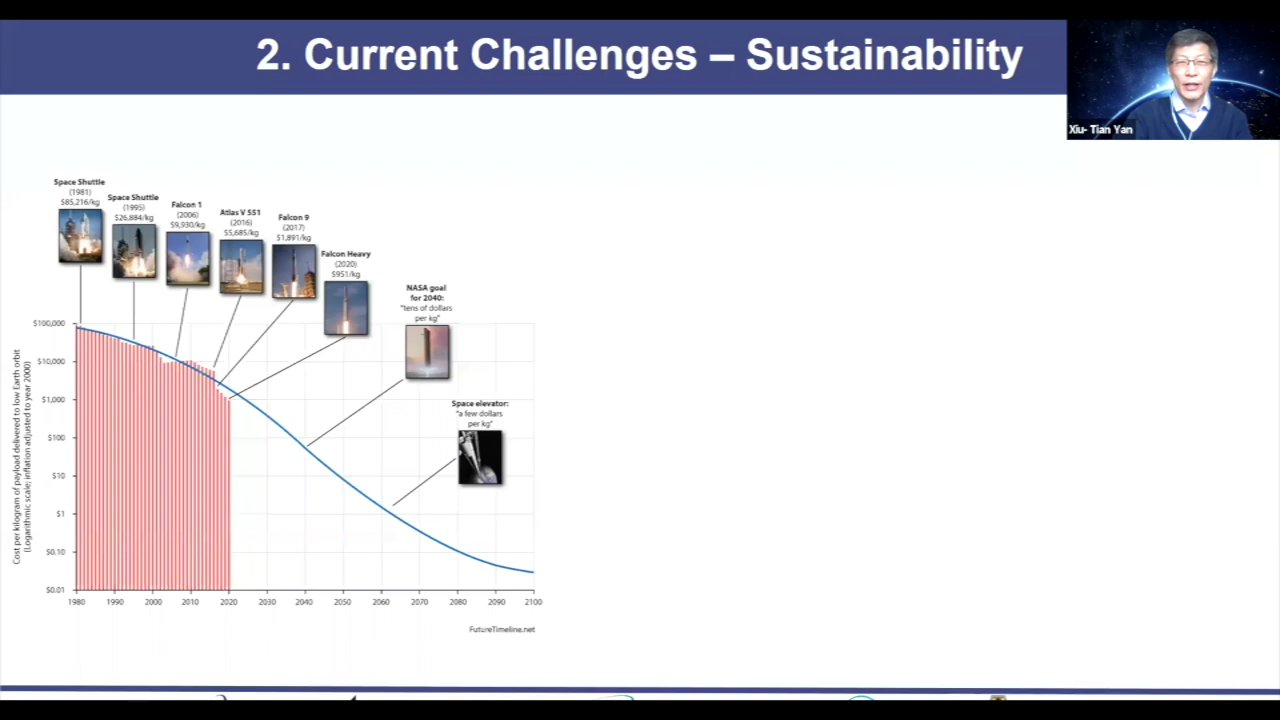 2. Current Challenges – Sustainability
Xiu- Tian Yan
Space Shuttle
(1981)
$85,216/kg
Space Shuttle
(1995)
$26,884/kg
Falcon 1
(2006)
$9,930/kg
Atlas V 551
(2016)
$5,685/kg
Falcon 9
(2017)
$1,891/kg
Falcon Heavy
(2020)
$951/kg
NASA goal
for 2040:
"tens of dollars
per kg"
Space elevator:
"a few dollars
per kg"
Cost per kilogram of payload delivered to low Earth orbit
(Logarithmic scale; inflation adjusted to year 2000)
$100,000
$10,000
$1,000
$100
$10
$1
$0.10
$0.01
1980 1990 2000 2010 2020 2030 2040 2050 2060 2070 2080 2090 2100
FutureTimeline.net